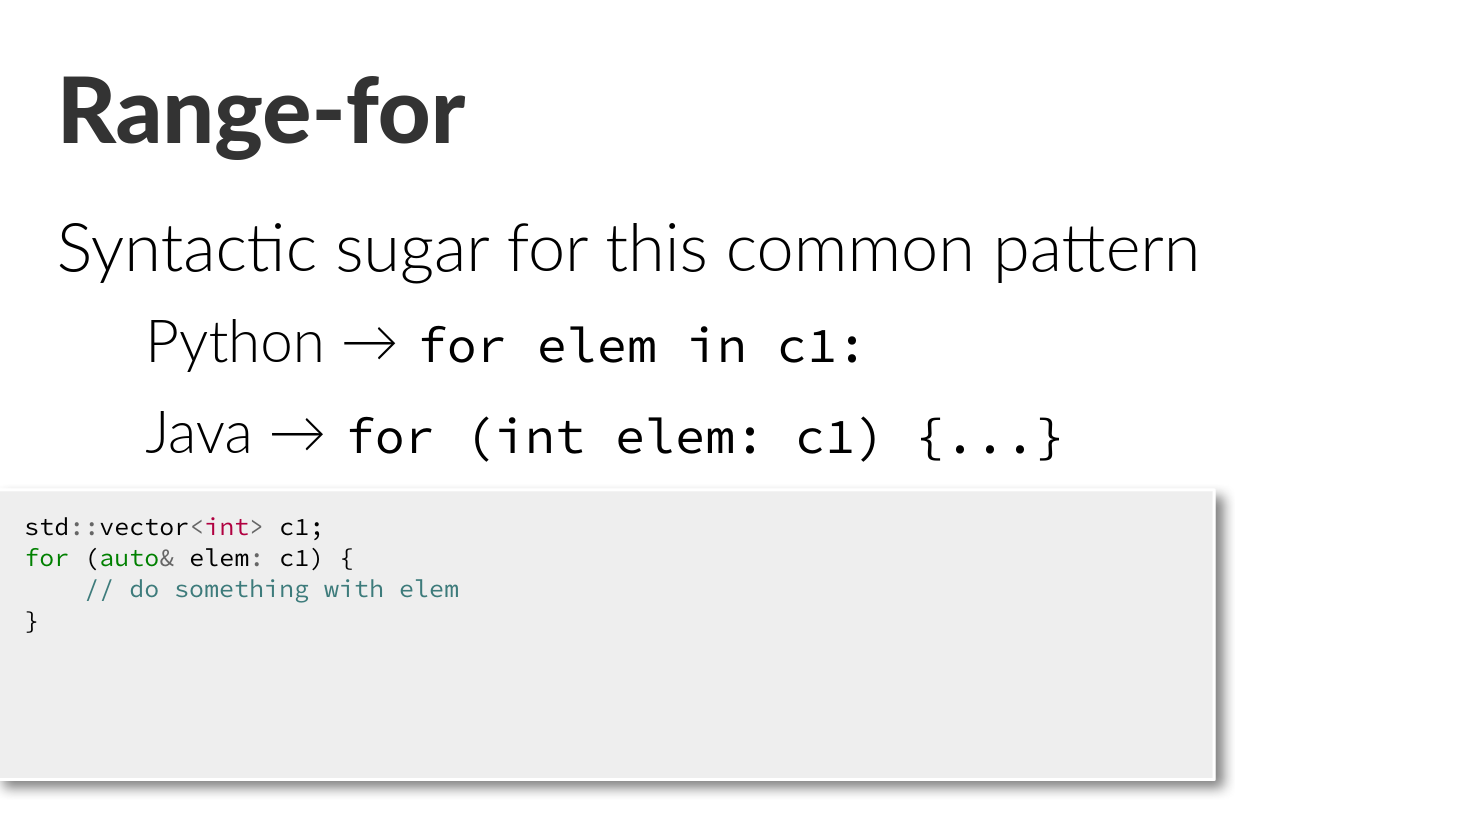 Range-for
Syntactic sugar for this common pattern
Python → for elem in c1:
Java → for (int elem: c1) {...}
std::vector<int> c1;
for (auto& elem: c1) {
    // do something with elem
}